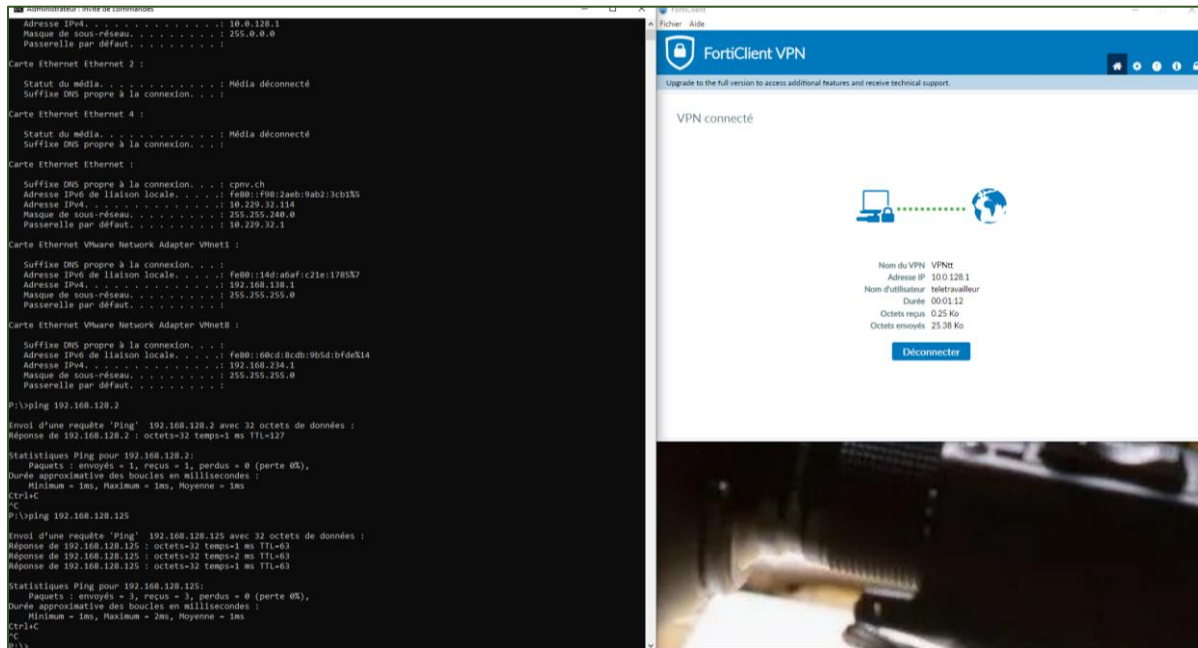 Administrateur : Invite de commandes
Adresse IPv4. . . . . . . . . . . . . .: 10.0.128.1
Masque de sous-réseau. . . . . . . . . : 255.0.0.0
Passerelle par défaut. . . . . . . . . :
Carte Ethernet Ethernet 2 :
Statut du média. . . . . . . . . . . . : Média déconnecté
Suffixe DNS propre à la connexion. . . :
Carte Ethernet Ethernet 4 :
Statut du média. . . . . . . . . . . . : Média déconnecté
Suffixe DNS propre à la connexion. . . :
Carte Ethernet Ethernet :
Suffixe DNS propre à la connexion. . . : cpnv.ch
Adresse IPv6 de liaison locale. . . . .: fe80::f98:2aeb:9ab2:3cb1%5
Adresse IPv4. . . . . . . . . . . . . .: 10.229.32.114
Masque de sous-réseau. . . . . . . . . : 255.255.240.0
Passerelle par défaut. . . . . . . . . : 10.229.32.1
Carte Ethernet VMware Network Adapter VMnet1 :
Suffixe DNS propre à la connexion. . . :
Adresse IPv6 de liaison locale. . . . .: fe80::14d:a6af:c21e:1785%7
Adresse IPv4. . . . . . . . . . . . . .: 192.168.138.1
Masque de sous-réseau. . . . . . . . . : 255.255.255.0
Passerelle par défaut. . . . . . . . . :
Carte Ethernet VMware Network Adapter VMnet8 :
Suffixe DNS propre à la connexion. . . :
Adresse IPv6 de liaison locale. . . . .: fe80::60cd:8cdb:9b5d:bfde%14
Adresse IPv4. . . . . . . . . . . . . .: 192.168.234.1
Masque de sous-réseau. . . . . . . . . : 255.255.255.0
Passerelle par défaut. . . . . . . . . :
P:\>ping 192.168.128.2
Envoi d'une requête 'Ping'  192.168.128.2 avec 32 octets de données :
Réponse de 192.168.128.2 : octets=32 temps=1 ms TTL=127
Statistiques Ping pour 192.168.128.2:
Paquets : envoyés = 1, reçus = 1, perdus = 0 (perte 0%),
Durée approximative des boucles en millisecondes :
Minimum = 1ms, Maximum = 1ms, Moyenne = 1ms
Ctrl+C
^C
P:\>ping 192.168.128.125
Envoi d'une requête 'Ping'  192.168.128.125 avec 32 octets de données :
Réponse de 192.168.128.125 : octets=32 temps=1 ms TTL=63
Réponse de 192.168.128.125 : octets=32 temps=2 ms TTL=63
Réponse de 192.168.128.125 : octets=32 temps=1 ms TTL=63
Statistiques Ping pour 192.168.128.125:
Paquets : envoyés = 3, reçus = 3, perdus = 0 (perte 0%),
Durée approximative des boucles en millisecondes :
Minimum = 1ms, Maximum = 2ms, Moyenne = 1ms
Ctrl+C
^C
P:\>
FortiClient
Fichier Aide
FortiClient VPN
Upgrade to the full version to access additional features and receive technical support.
VPN connecté
Nom du VPN VPNtt
Adresse IP 10.0.128.1
Nom d'utilisateur teletravailleur
Durée 00:01:12
Octets reçus 0.25 Ko
Octets envoyés 25.38 Ko
Déconnecter